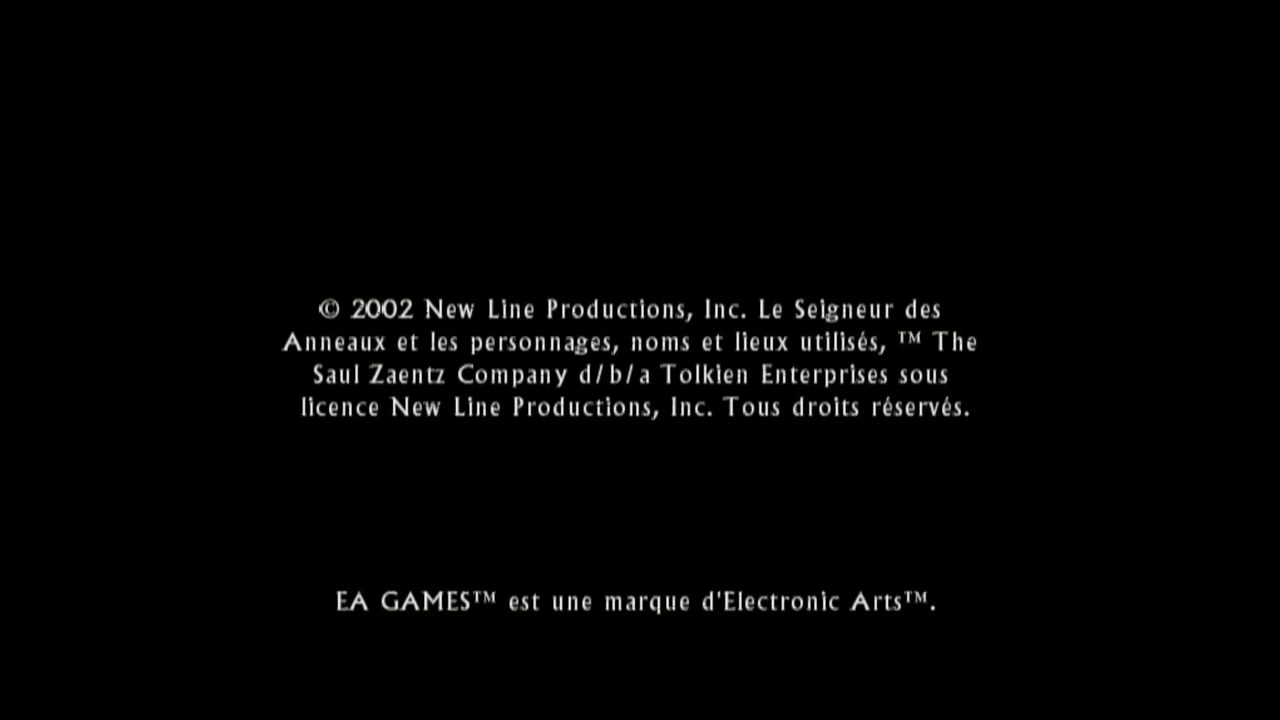 © 2002 New Line Productions, Inc. Le Seigneur des
Anneaux et les personnages, noms et lieux utilisés, ™ The
Saul Zaentz Company d/b/a Tolkien Enterprises sous
licence New Line Productions, Inc. Tous droits réservés.
EA GAMES™ est une marque d'Electronic Arts™.